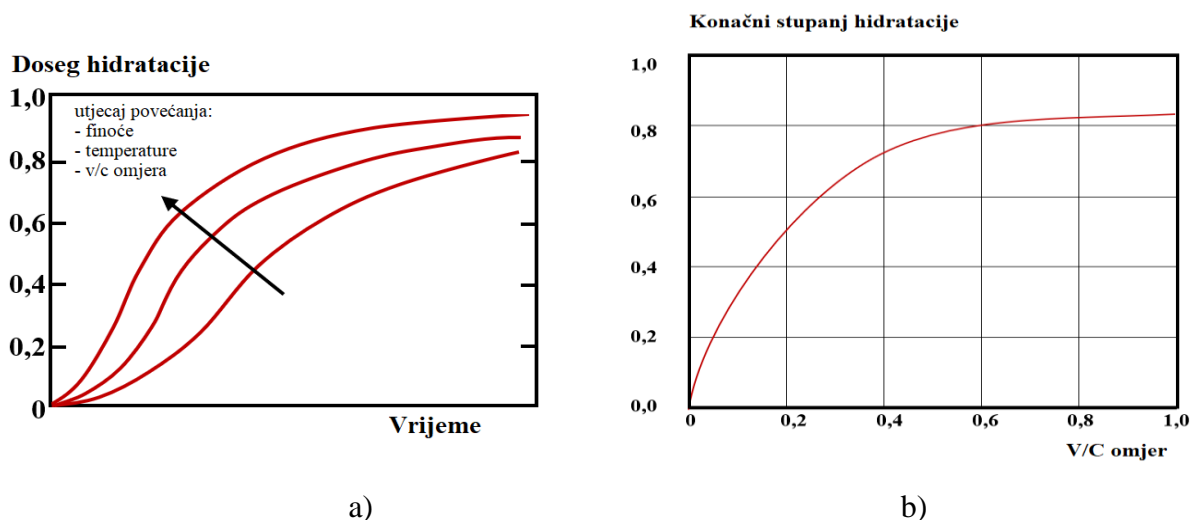 Doseg hidratacije
1,0
0,8
0,6
0,4
0,2
0
utjecaj povećanja:
- finoće
- temperature
- v/c omjera
Vrijeme
a)
Konačni stupanj hidratacije
1,0
0,8
0,6
0,4
0,2
0,0
0 0,2 0,4 0,6 0,8 1,0
V/C omjer
b)